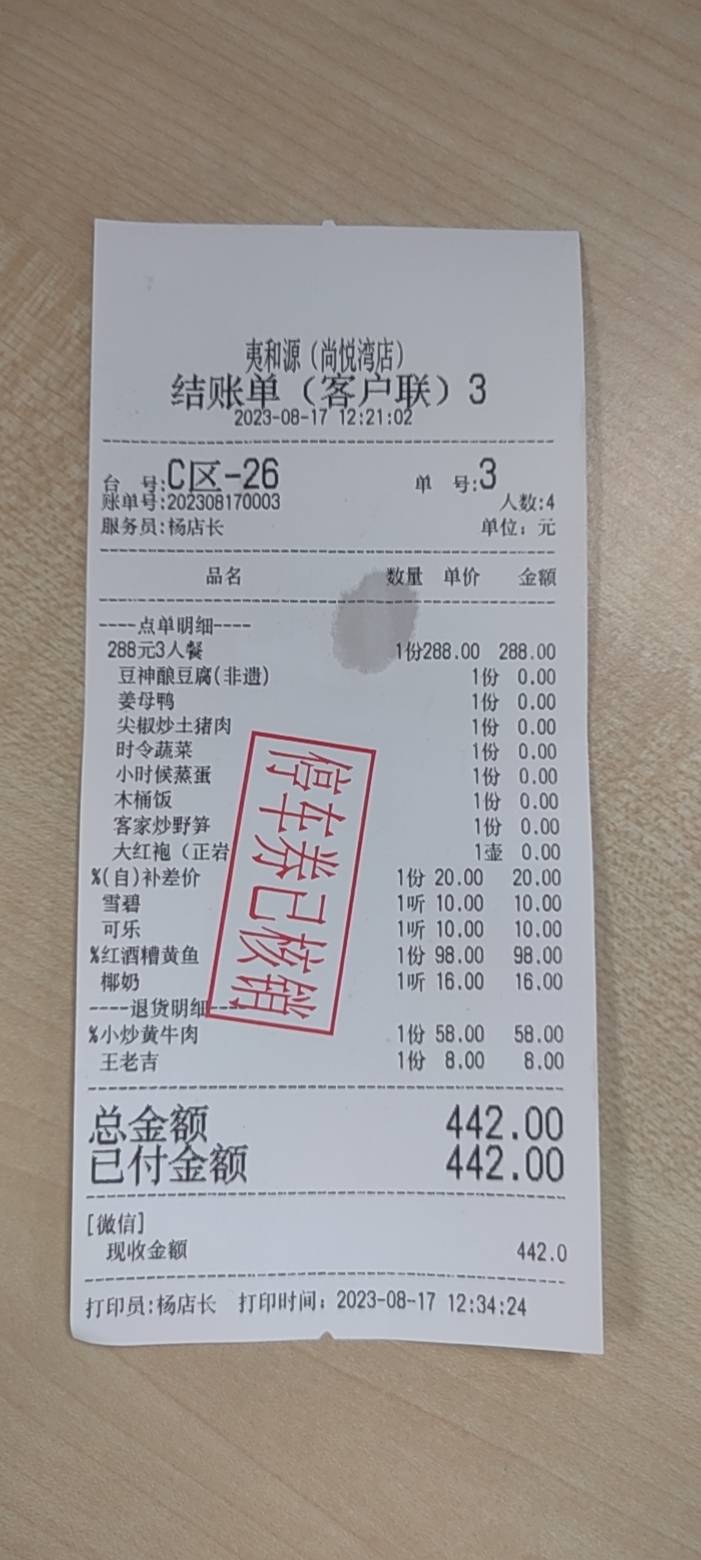 夷和源（尚悦湾店）
结账单（客户联）3
2023-08-17 12:21:02
台 号:C区-26 单 号:3
账单号:202308170003 人数:4
服务员:杨店长 单位：元
品名 数量 单价 金额
----点单明细----
288元3人餐 1份288.00 288.00
豆神酿豆腐(非遗) 1份 0.00
姜母鸭 1份 0.00
尖椒炒土猪肉 1份 0.00
时令蔬菜 1份 0.00
小时候蒸蛋 1份 0.00
木桶饭 1份 0.00
客家炒野笋 1份 0.00
大红袍（正岩 1壶 0.00
%(自)补差价 1份 20.00 20.00
雪碧 1听 10.00 10.00
可乐 1听 10.00 10.00
%红酒糟黄鱼 1份 98.00 98.00
椰奶 1听 16.00 16.00
----退货明细----
%小炒黄牛肉 1份 58.00 58.00
王老吉 1份 8.00 8.00
停车券已核销
总金额 442.00
已付金额 442.00
[微信]
现收金额 442.0
打印员:杨店长 打印时间：2023-08-17 12:34:24